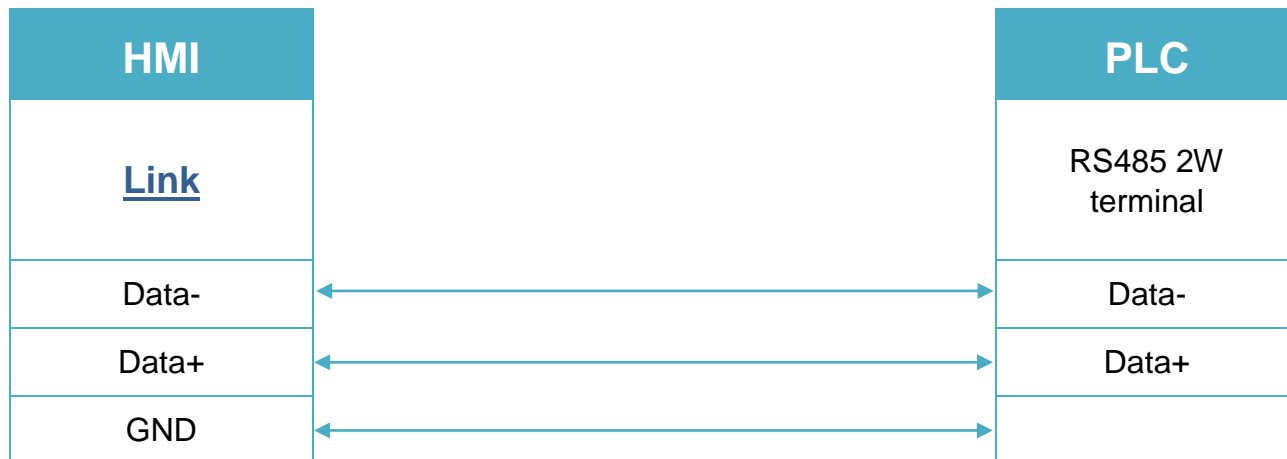 HMI PLC
Link RS485 2W
terminal
Data- Data-
Data+ Data+
GND